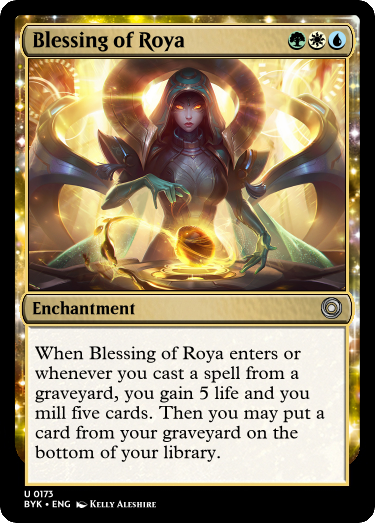 Blessing of Roya
Enchantment
When Blessing of Roya enters or
whenever you cast a spell from a
graveyard, you gain 5 life and you
mill five cards. Then you may put a
card from your graveyard on the
bottom of your library.
U 0173
BYK • ENG Kelly Aleshire